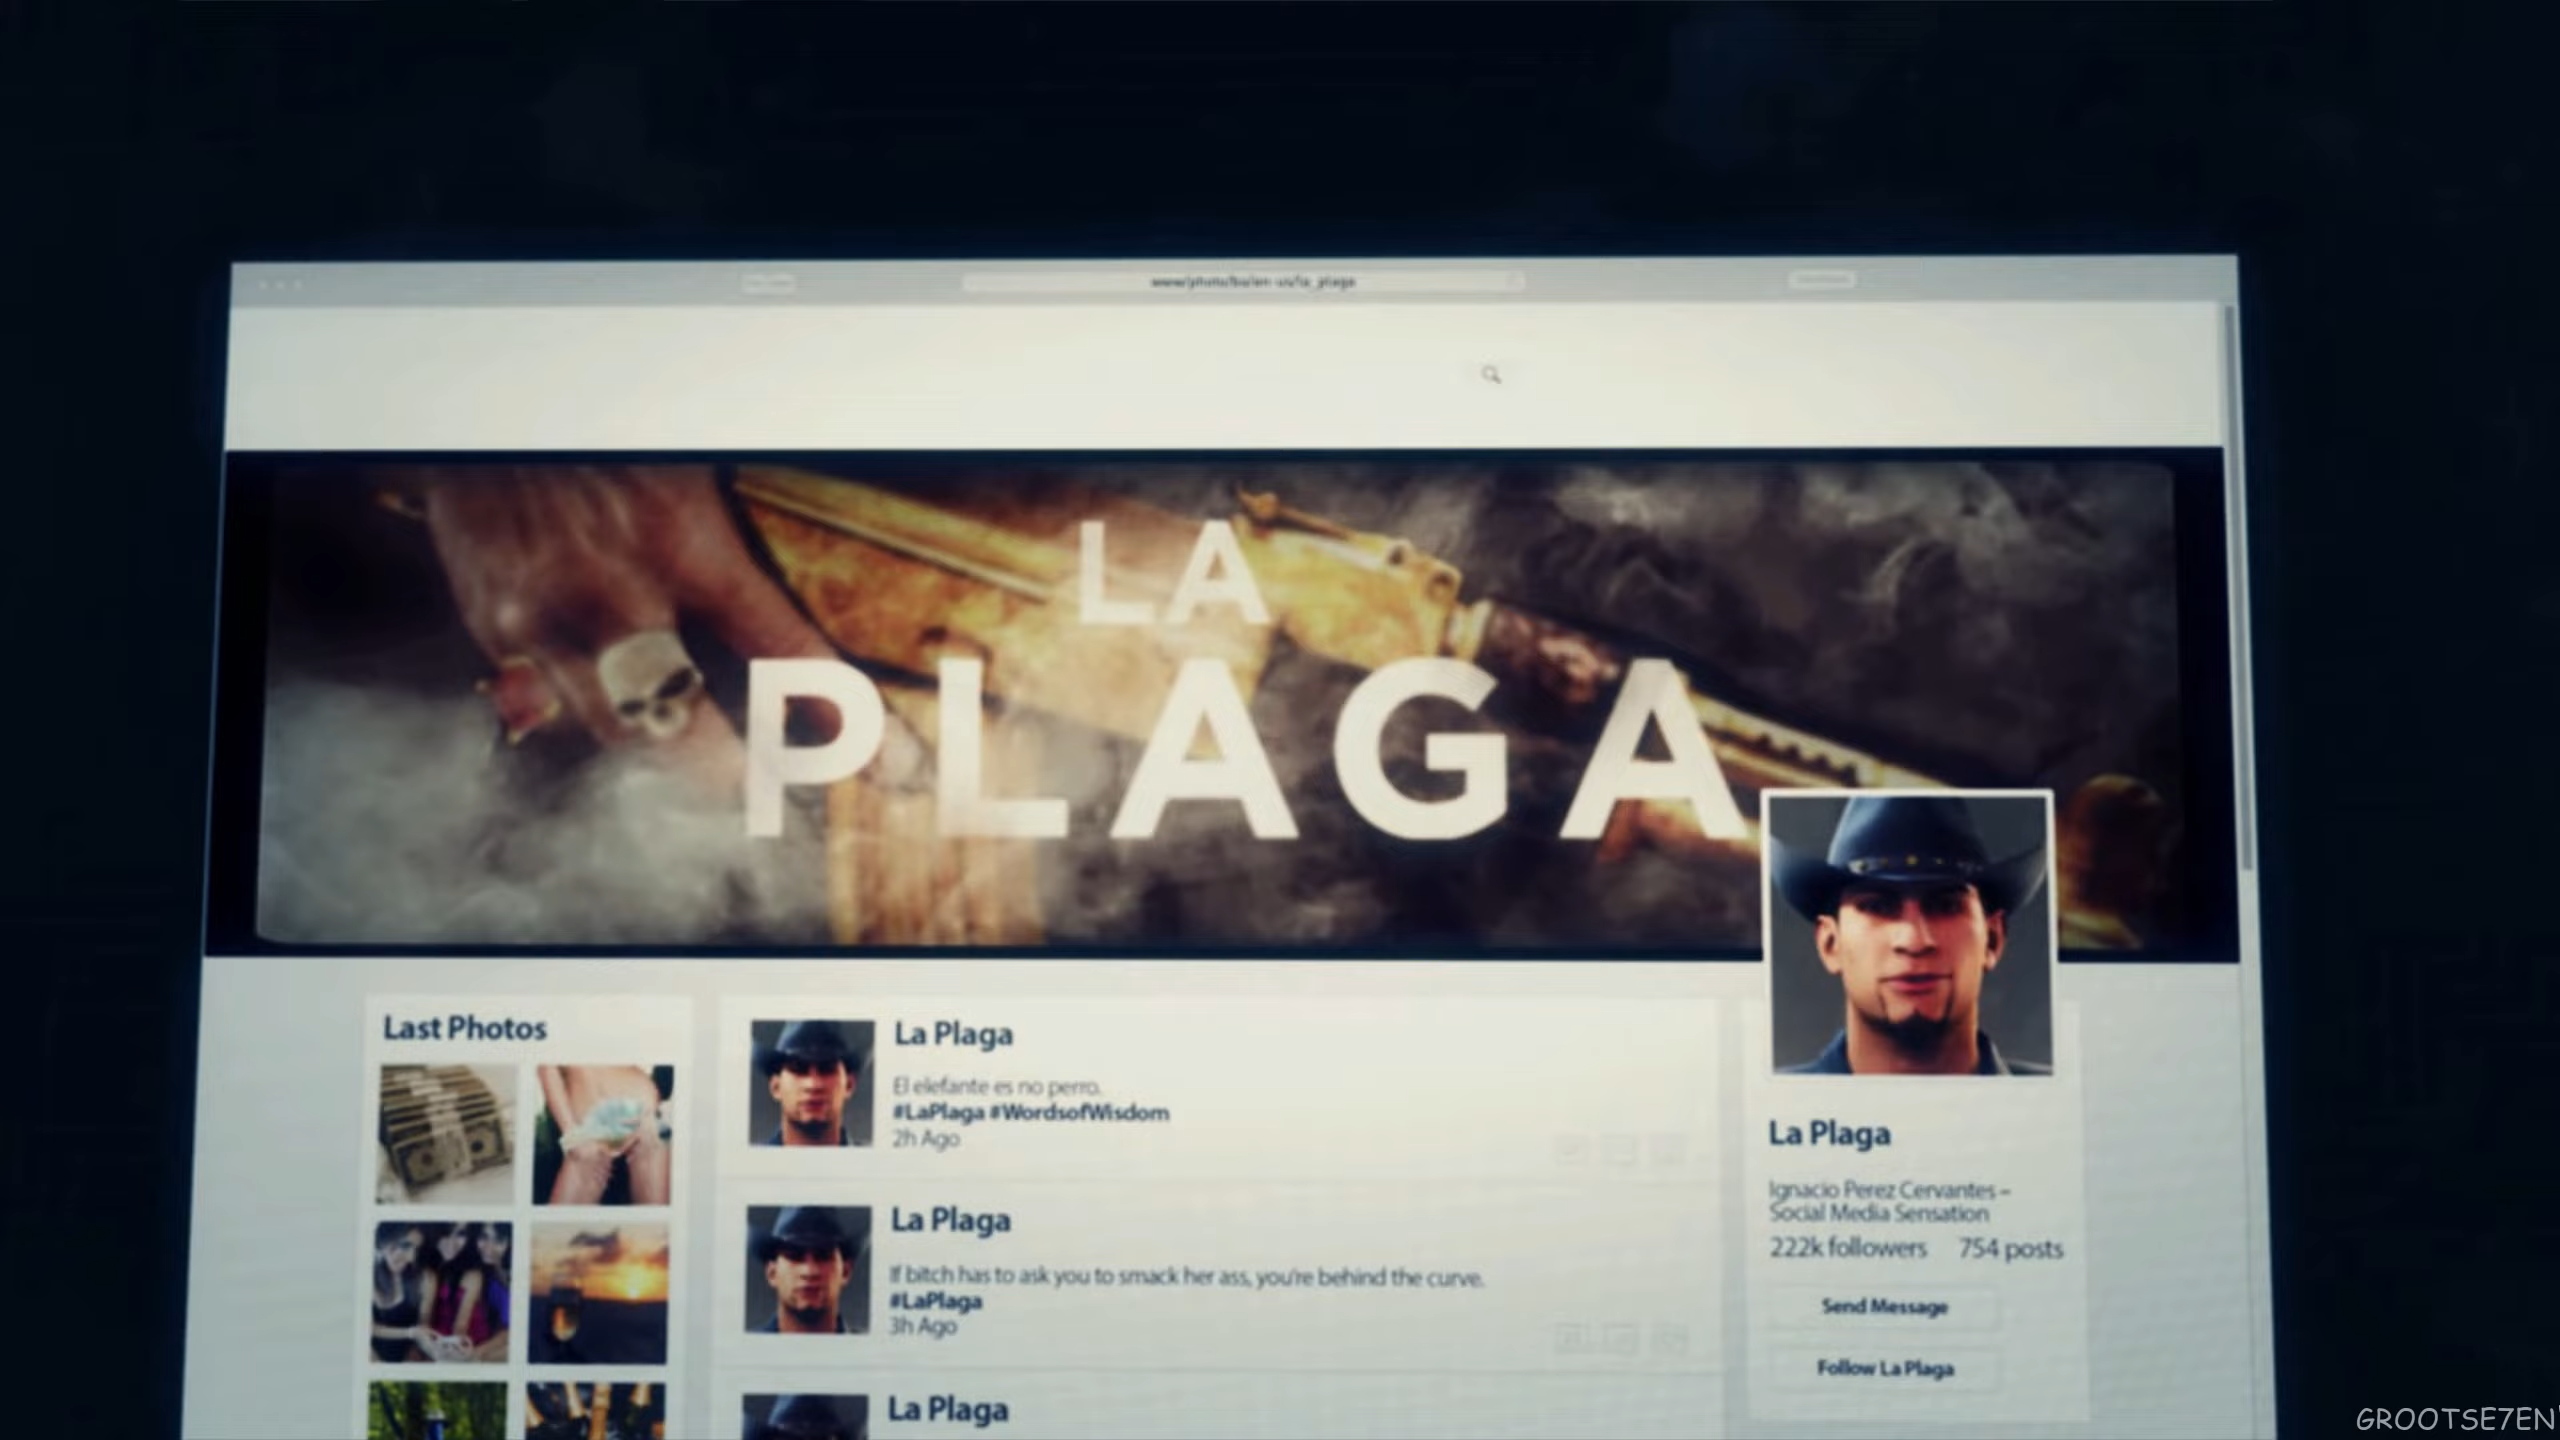 LA
PLAGA
Last Photos
La Plaga
El elefante es no perro.
#LaPlaga #WordsofWisdom
2h Ago
La Plaga
If bitch has to ask you to smack her ass, you're behind the curve.
#LaPlaga
3h Ago
La Plaga
La Plaga
Ignacio Perez Cervantes –
Social Media Sensation
222k followers 754 posts
Send Message
Follow La Plaga
GROOTSE7EN